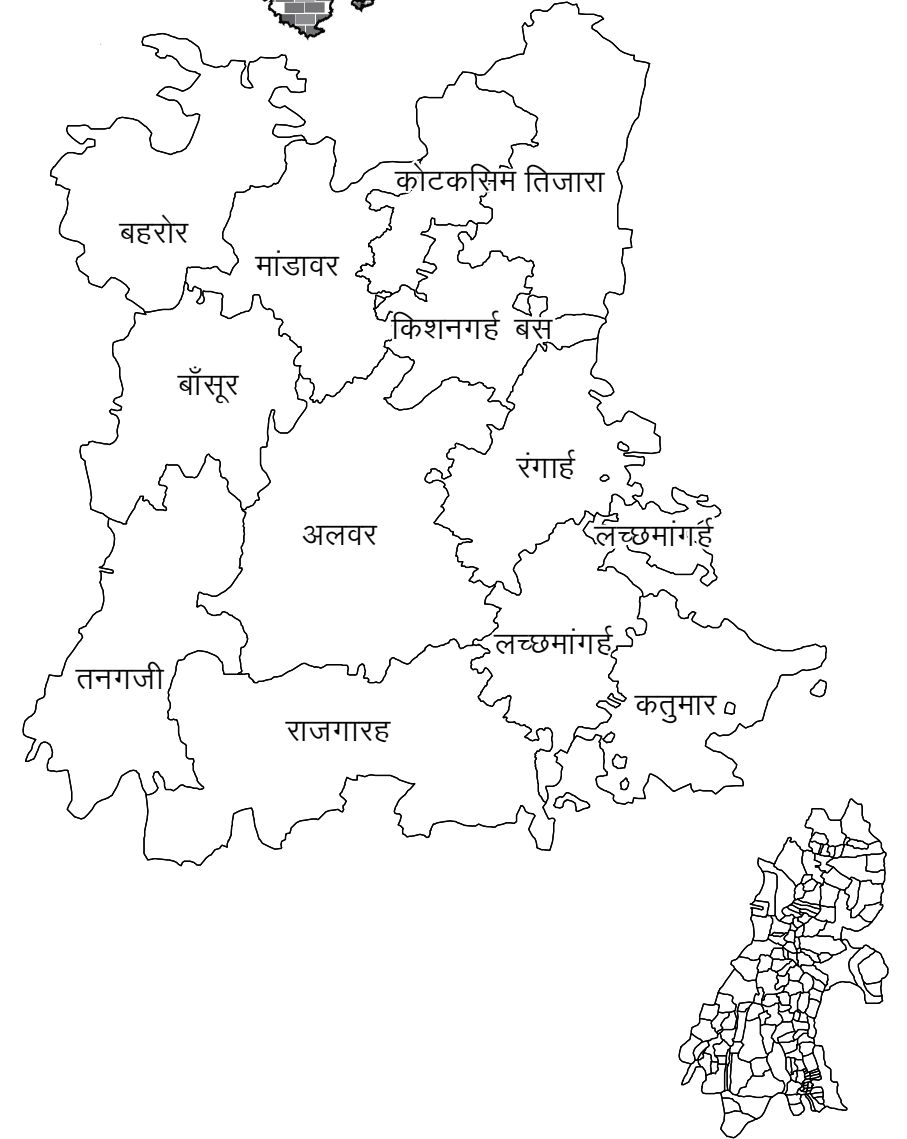 कोटकसिम तिजारा
बहरोर
मांडावर
किशनगर्ह बस
बाँसूर
रंगार्ह
अलवर
लच्छमांगर्ह
लच्छमांगर्ह
तनगजी
कतुमार
राजगारह